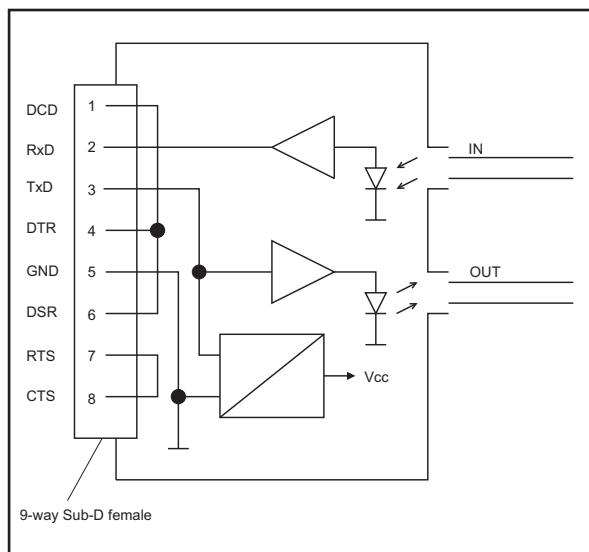 DCD 1
RxD 2
TxD 3
DTR 4
GND 5
DSR 6
RTS 7
CTS 8
IN
OUT
Vcc
9-way Sub-D female